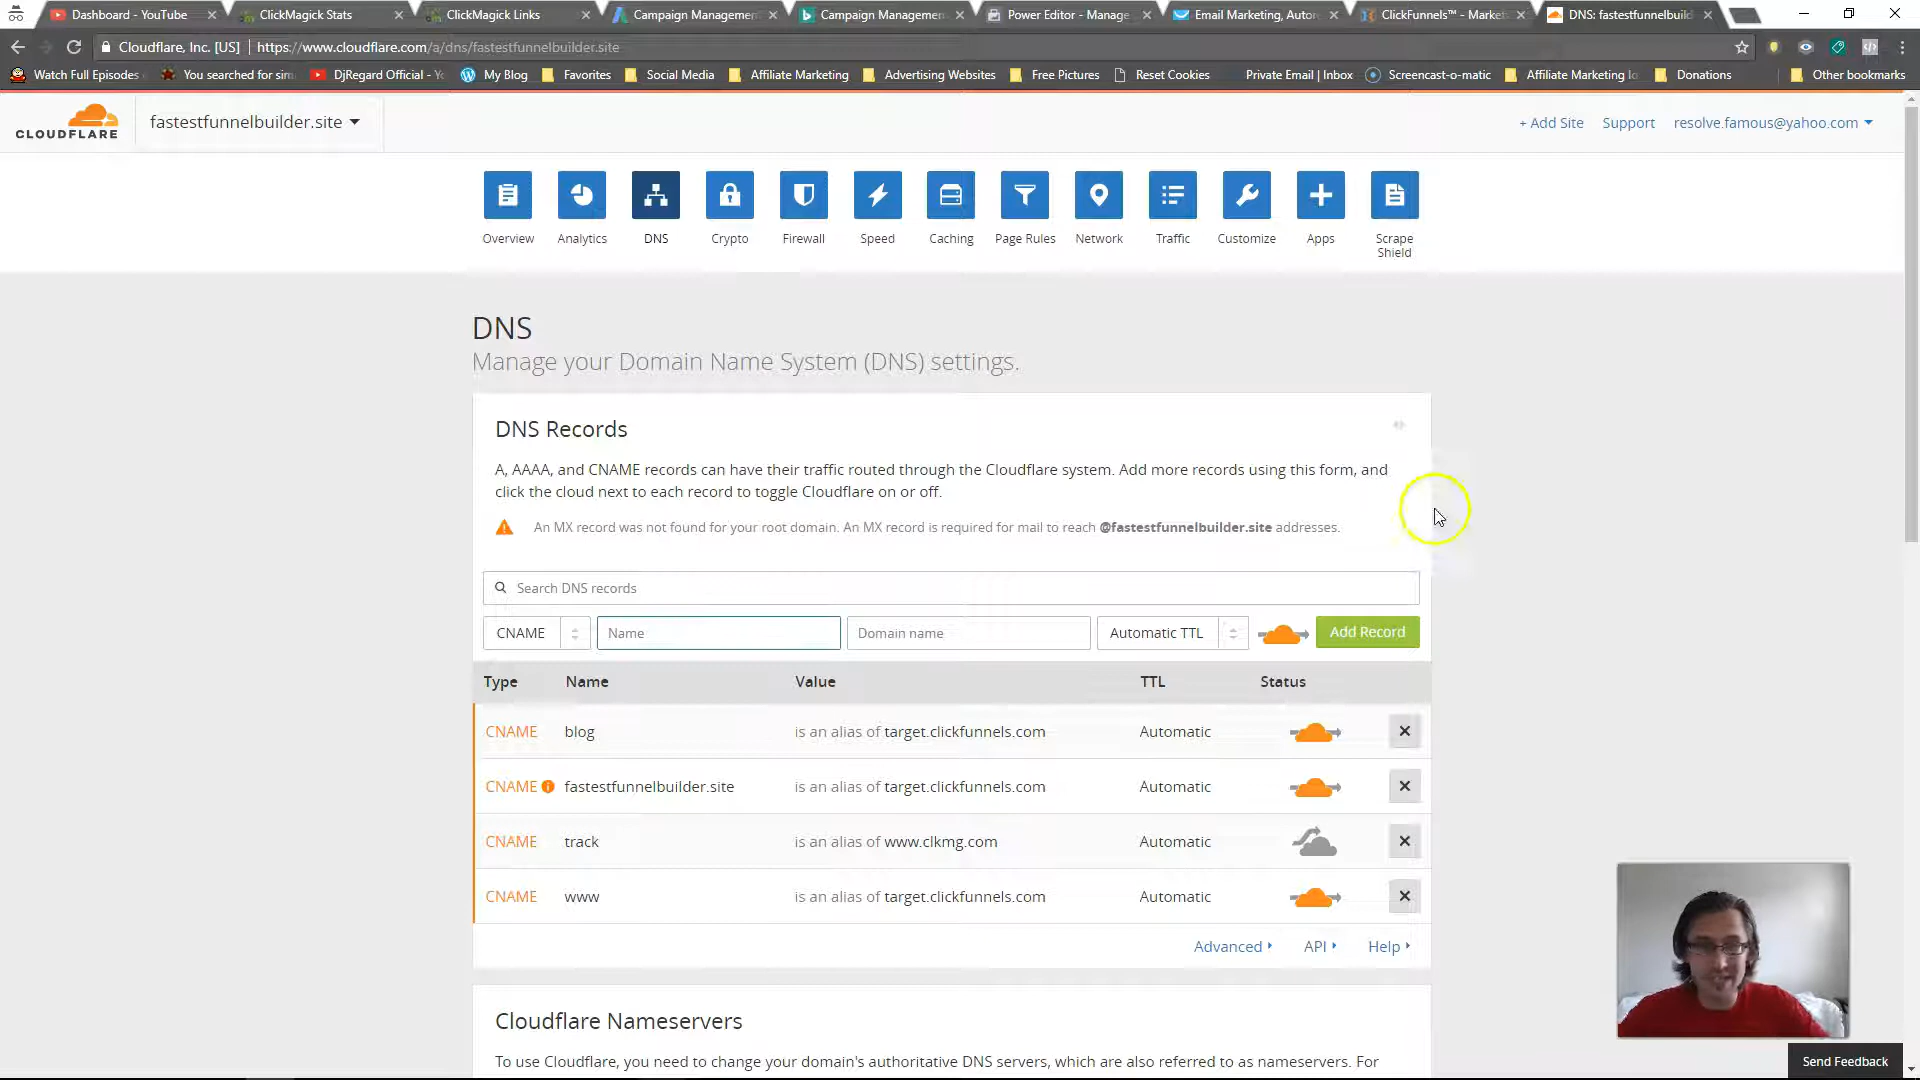 Dashboard - YouTube
ClickMagick Stats
ClickMagick Links
Campaign Management
Campaign Managemen
Power Editor - Manage
Email Marketing, Autor
ClickFunnels™ - Market
DNS: fastestfunnelbuild
Cloudflare, Inc. [US] | https://www.cloudflare.com/a/dns/fastestfunnelbuilder.site
Watch Full Episodes
You searched for sim
DjRegard Official - Yo
My Blog
Favorites
Social Media
Affiliate Marketing
Advertising Websites
Free Pictures
Reset Cookies
Private Email | Inbox
Screencast-o-matic
Affiliate Marketing Ic
Donations
Other bookmarks
CLOUDFLARE
fastestfunnelbuilder.site
+ Add Site
Support
resolve.famous@yahoo.com
Overview
Analytics
DNS
Crypto
Firewall
Speed
Caching
Page Rules
Network
Traffic
Customize
Apps
Scrape
Shield
DNS
Manage your Domain Name System (DNS) settings.
DNS Records
A, AAAA, and CNAME records can have their traffic routed through the Cloudflare system. Add more records using this form, and
click the cloud next to each record to toggle Cloudflare on or off.
An MX record was not found for your root domain. An MX record is required for mail to reach @fastestfunnelbuilder.site addresses.
Search DNS records
CNAME
Name
Domain name
Automatic TTL
Add Record
Type Name Value TTL Status
CNAME blog is an alias of target.clickfunnels.com Automatic
CNAME fastestfunnelbuilder.site is an alias of target.clickfunnels.com Automatic
CNAME track is an alias of www.clkmg.com Automatic
CNAME www is an alias of target.clickfunnels.com Automatic
Advanced
API
Help
Cloudflare Nameservers
To use Cloudflare, you need to change your domain's authoritative DNS servers, which are also referred to as nameservers. For
Send Feedback